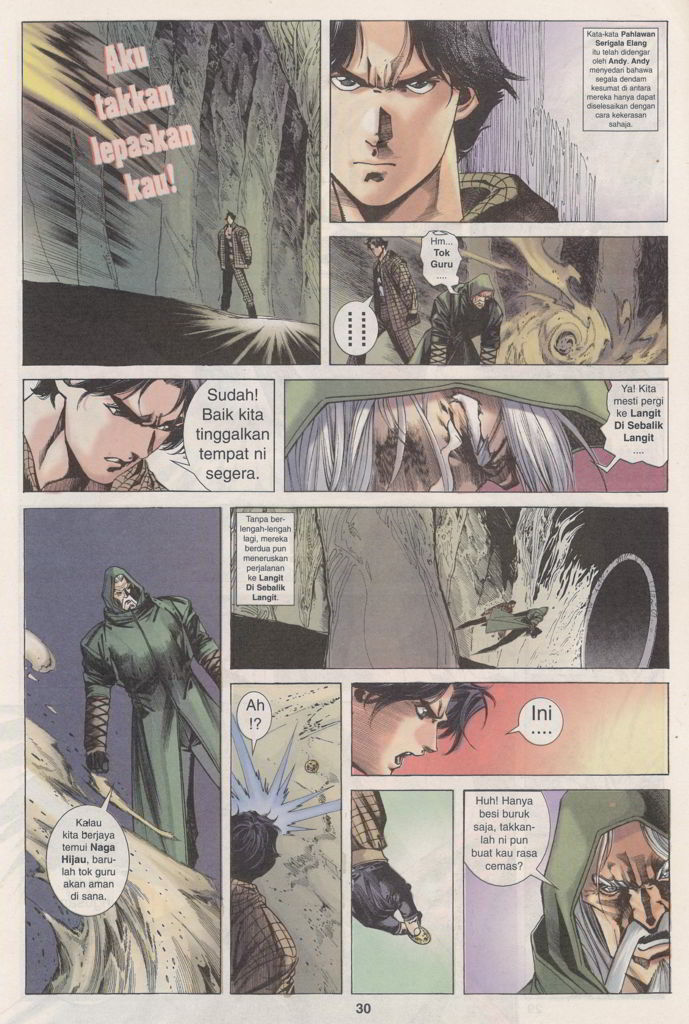 Aku
takkan
lepaskan
kau!
Kata-kata Pahlawan
Serigala Elang
itu telah didengar
oleh Andy. Andy
menyedari bahawa
segala dendam
kesumat di antara
mereka hanya dapat
diselesaikan dengan
cara kekerasan
sahaja.
Hm...
Tok
Guru
....
Sudah!
Baik kita
tinggalkan
tempat ni
segera.
Ya! Kita
mesti pergi
ke Langit
Di Sebalik
Langit
....
Tanpa ber-
lengah-lengah
lagi, mereka
berdua pun
meneruskan
perjalanan
ke Langit
Di Sebalik
Langit.
Kalau
kita berjaya
temui Naga
Hijau, baru-
lah tok guru
akan aman
di sana.
Ah
!?
Ini
....
Huh! Hanya
besi buruk
saja, takkan-
lah ni pun
buat kau rasa
cemas?
30